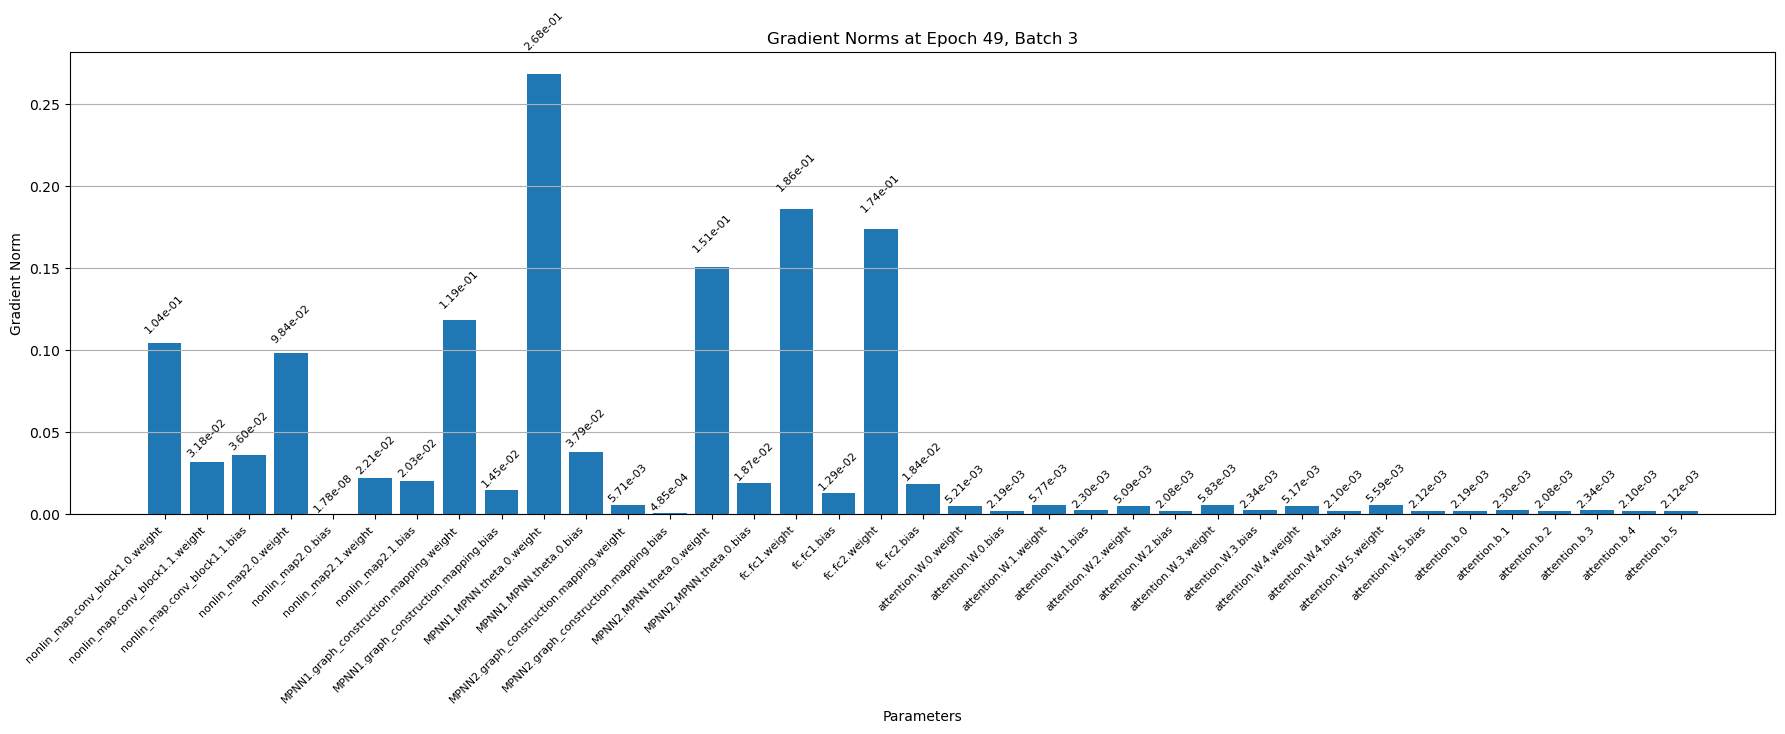 Gradient Norms at Epoch 49, Batch 3
Gradient Norm
0.25
0.20
0.15
0.10
0.05
0.00
1.04e-01
3.18e-02
3.60e-02
9.84e-02
1.78e-08
2.21e-02
2.03e-02
1.19e-01
1.45e-02
2.68e-01
3.79e-02
5.71e-03
4.85e-04
1.51e-01
1.87e-02
1.86e-01
1.29e-02
1.74e-01
1.84e-02
5.21e-03
2.19e-03
5.77e-03
2.30e-03
5.09e-03
2.08e-03
5.83e-03
2.34e-03
5.17e-03
2.10e-03
5.59e-03
2.12e-03
2.19e-03
2.30e-03
2.08e-03
2.34e-03
2.10e-03
2.12e-03
nonlin_map.conv_block1.0.weight
nonlin_map.conv_block1.1.weight
nonlin_map.conv_block1.1.bias
nonlin_map2.0.weight
nonlin_map2.0.bias
nonlin_map2.1.weight
nonlin_map2.1.bias
MPNN1.graph_construction.mapping.weight
MPNN1.graph_construction.mapping.bias
MPNN1.MPNN.theta.0.weight
MPNN1.MPNN.theta.0.bias
MPNN2.graph_construction.mapping.weight
MPNN2.graph_construction.mapping.bias
MPNN2.MPNN.theta.0.weight
MPNN2.MPNN.theta.0.bias
fc.fc1.weight
fc.fc1.bias
fc.fc2.weight
fc.fc2.bias
attention.W.0.weight
attention.W.0.bias
attention.W.1.weight
attention.W.1.bias
attention.W.2.weight
attention.W.2.bias
attention.W.3.weight
attention.W.3.bias
attention.W.4.weight
attention.W.4.bias
attention.W.5.weight
attention.W.5.bias
attention.b.0
attention.b.1
attention.b.2
attention.b.3
attention.b.4
attention.b.5
Parameters